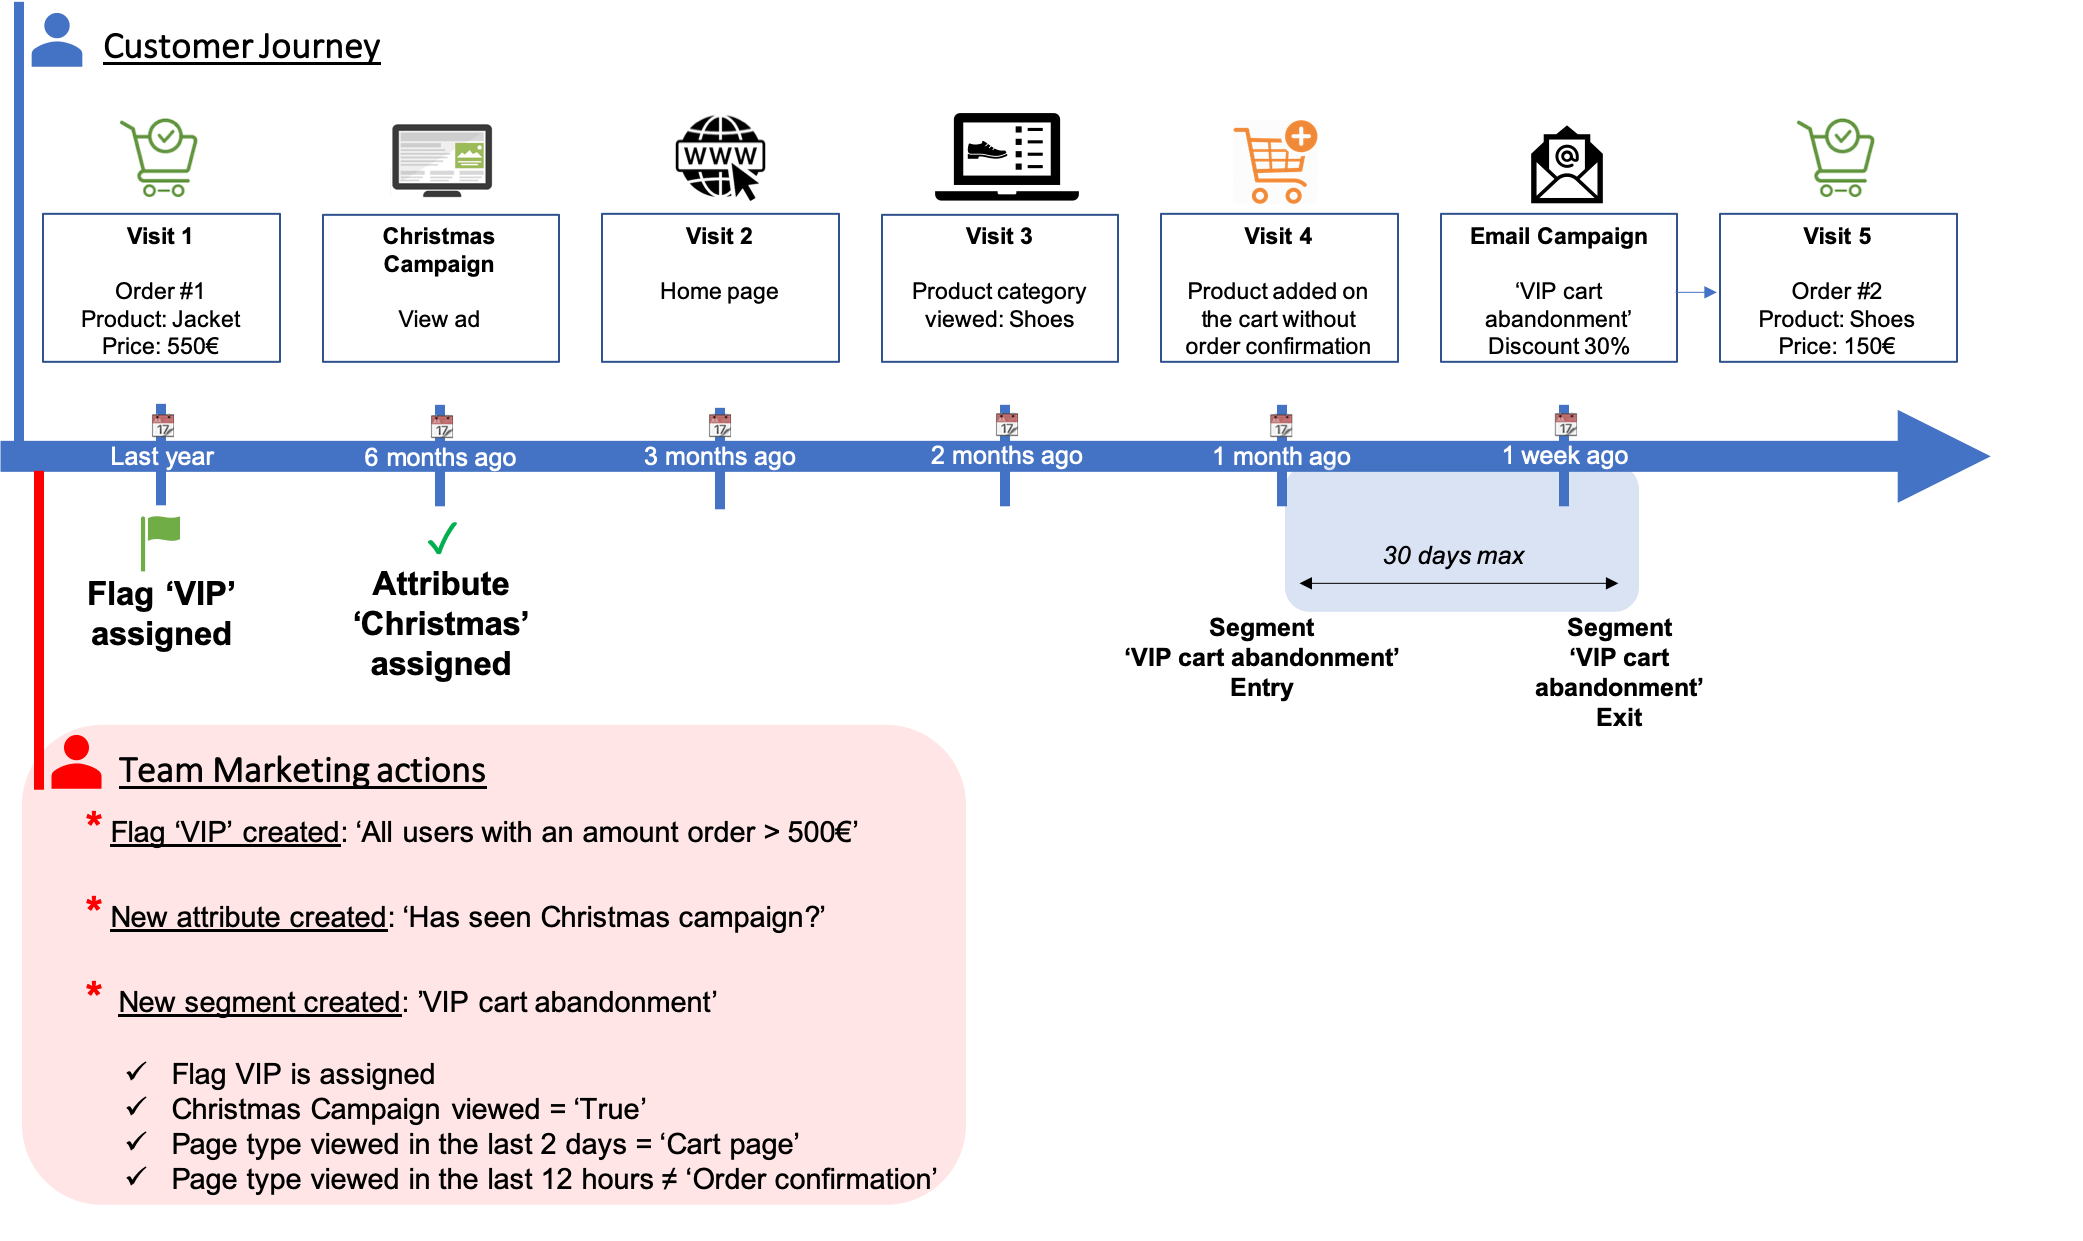 Customer Journey
www
@
Visit 1
Order #1
Product: Jacket
Price: 550€
Christmas
Campaign
View ad
Visit 2
Home page
Visit 3
Product category
viewed: Shoes
Visit 4
Product added on
the cart without
order confirmation
Email Campaign
‘VIP cart
abandonment’
Discount 30%
Visit 5
Order #2
Product: Shoes
Price: 150€
17
17
17
17
17
17
Last year
6 months ago
3 months ago
2 months ago
1 month ago
1 week ago
Flag ‘VIP’
assigned
Attribute
‘Christmas’
assigned
30 days max
Segment
‘VIP cart abandonment’
Entry
Segment
‘VIP cart
abandonment’
Exit
Team Marketing actions
* Flag ‘VIP’ created: ‘All users with an amount order > 500€’
* New attribute created: ‘Has seen Christmas campaign?’
* New segment created: ’VIP cart abandonment’
✓ Flag VIP is assigned
✓ Christmas Campaign viewed = ‘True’
✓ Page type viewed in the last 2 days = ‘Cart page’
✓ Page type viewed in the last 12 hours ≠ ‘Order confirmation’